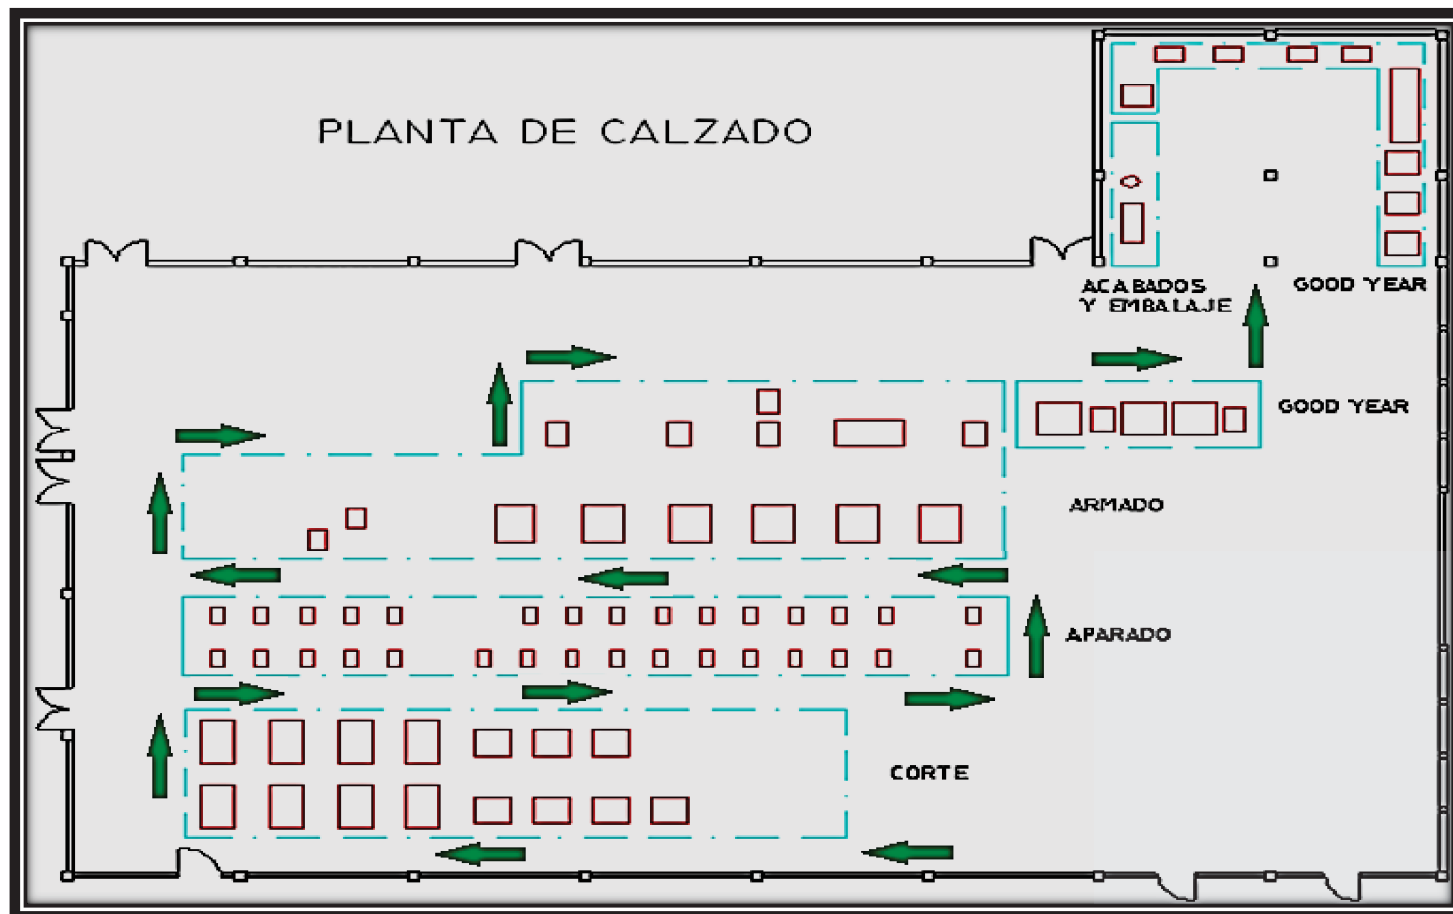 PLANTA DE CALZADO
ACABADOS
Y EMBALAJE
GOOD YEAR
GOOD YEAR
ARMADO
APARADO
CORTE